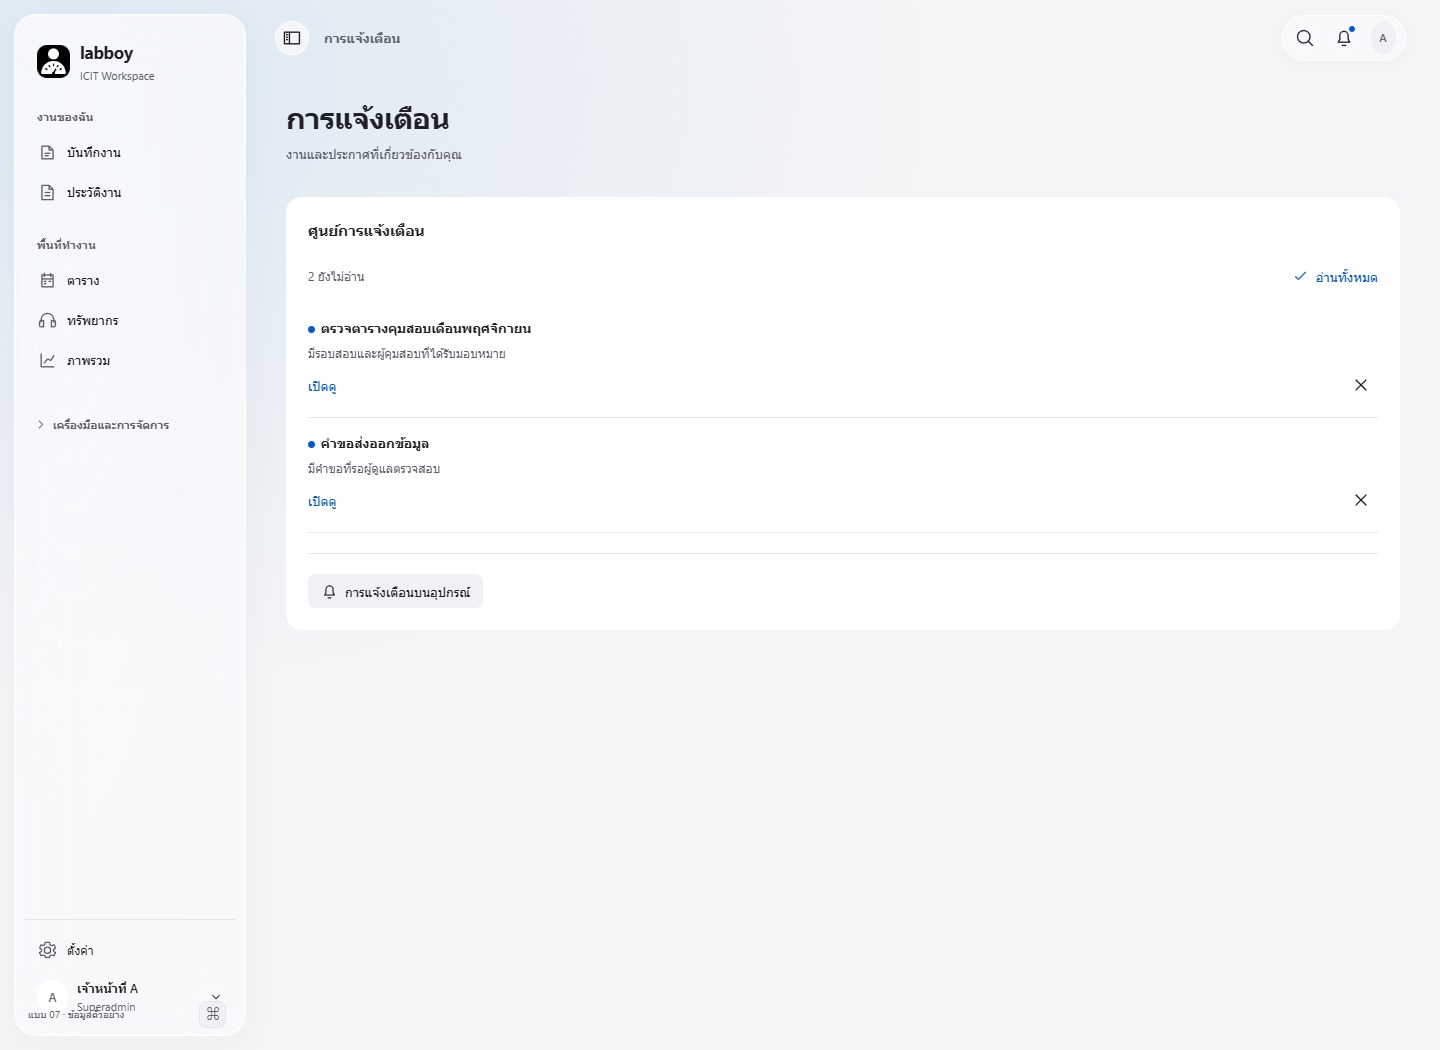 labboy
ICIT Workspace
งานของฉัน
บันทึกงาน
ประวัติงาน
พื้นที่ทำงาน
ตาราง
ทรัพยากร
ภาพรวม
เครื่องมือและการจัดการ
ตั้งค่า
A
เจ้าหน้าที่ A
Superadmin
แบบ 07 · ข้อมูลตัวอย่าง
⌘
การแจ้งเตือน
A
การแจ้งเตือน
งานและประกาศที่เกี่ยวข้องกับคุณ
ศูนย์การแจ้งเตือน
2 ยังไม่อ่าน
อ่านทั้งหมด
ตรวจตารางคุมสอบเดือนพฤศจิกายน
มีรอบสอบและผู้คุมสอบที่ได้รับมอบหมาย
เปิดดู
คำขอส่งออกข้อมูล
มีคำขอที่รอผู้ดูแลตรวจสอบ
เปิดดู
การแจ้งเตือนบนอุปกรณ์